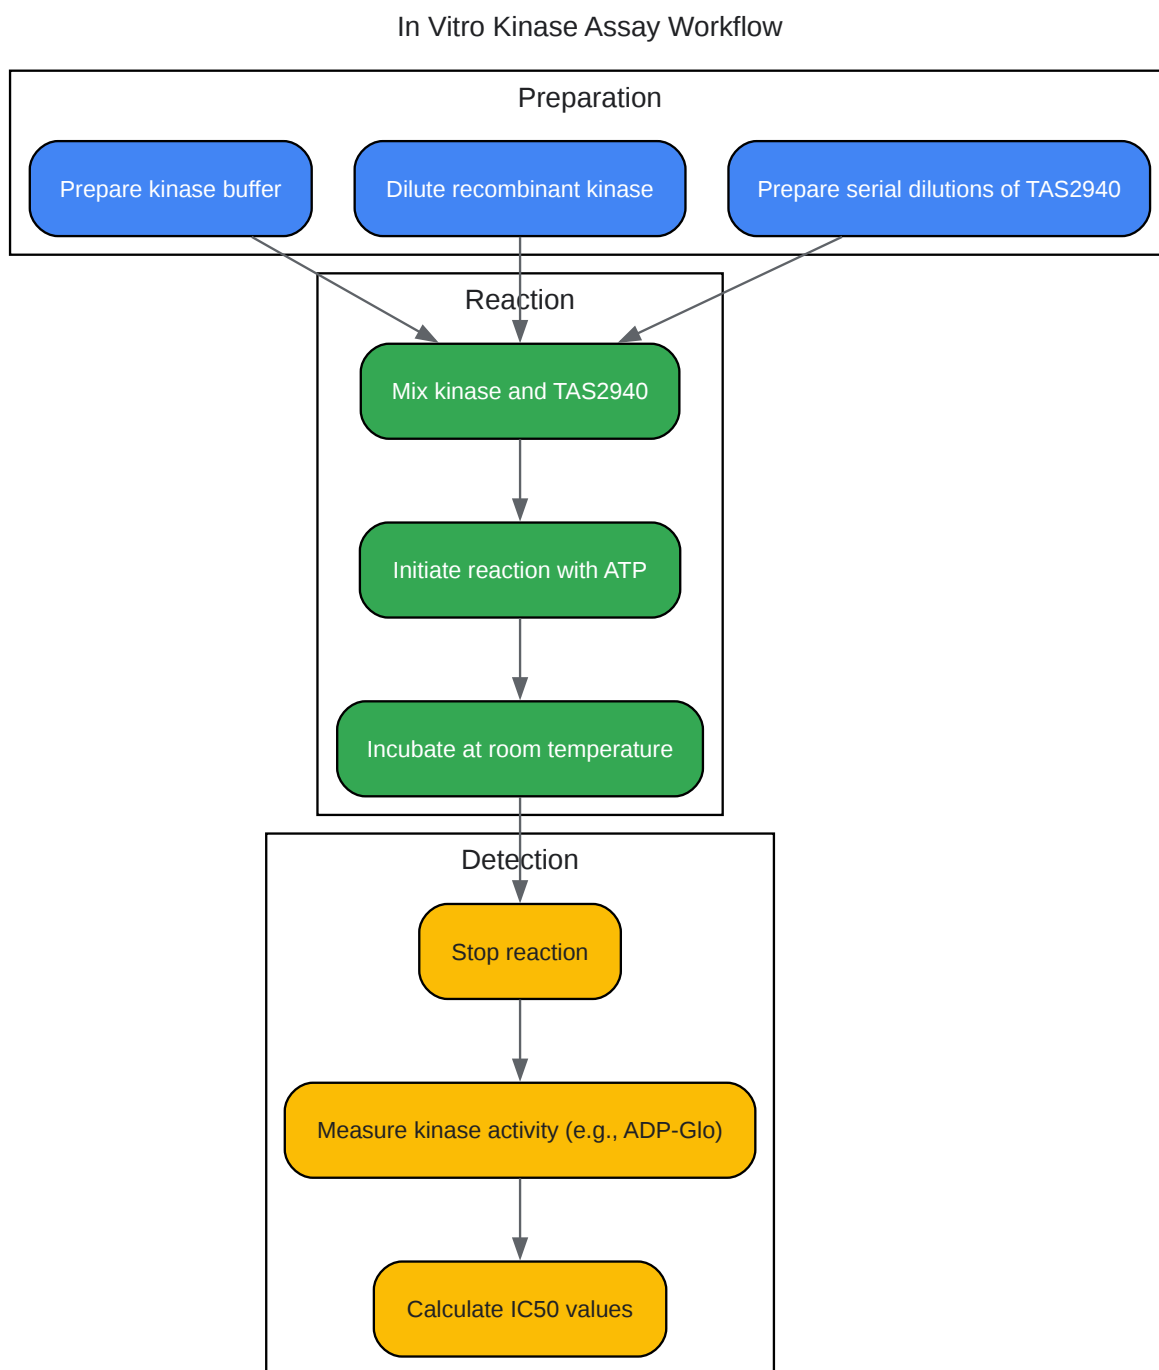 In Vitro Kinase Assay Workflow
Preparation
Prepare kinase buffer
Dilute recombinant kinase
Prepare serial dilutions of TAS2940
Reaction
Mix kinase and TAS2940
Initiate reaction with ATP
Incubate at room temperature
Detection
Stop reaction
Measure kinase activity (e.g., ADP-Glo)
Calculate IC50 values